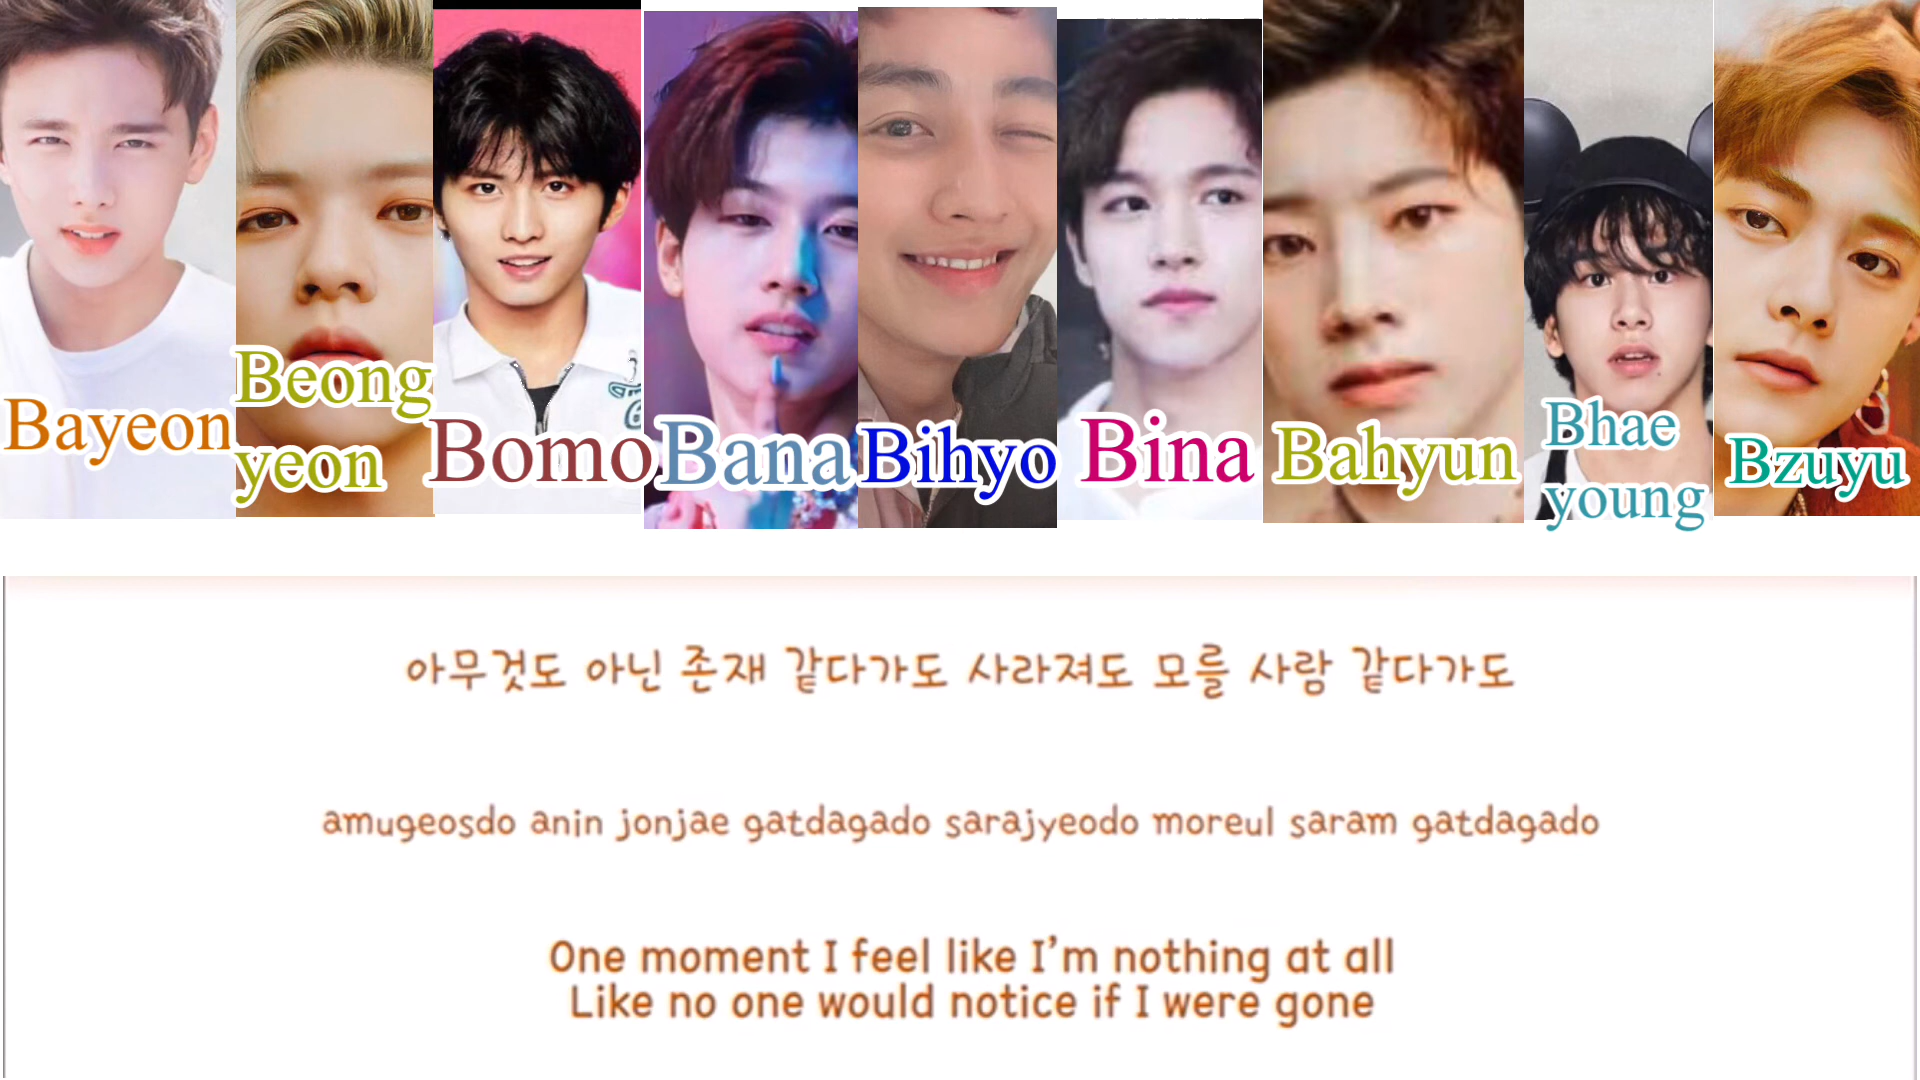 Bayeon
Beong
yeon
Bomo
Bana
Bihyo
Bina
Bahyun
Bhae
young
Bzuyu
아무것도 아닌 존재 같다가도 사라져도 모를 사람 같다가도
amugeosdo anin jonjae gatdagado sarajyeodo moreul saram gatdagado
One moment I feel like I'm nothing at all
Like no one would notice if I were gone